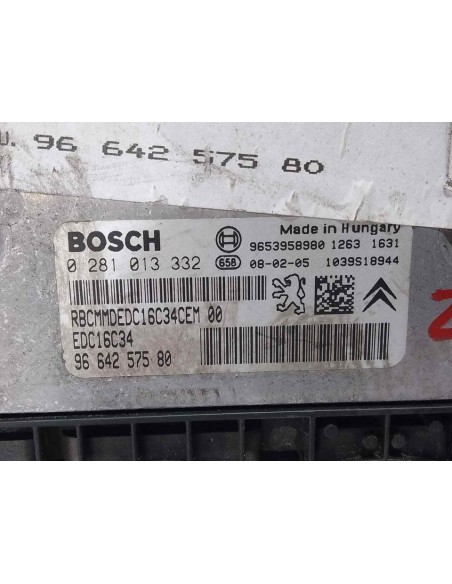 96 642 575 80
Made in Hungary
BOSCH
9653958980 1263 1631
0 281 013 332
658
08-02-05 1039S18944
RBCMMDEDC16C34CEM 00
EDC16C34
96 642 575 80